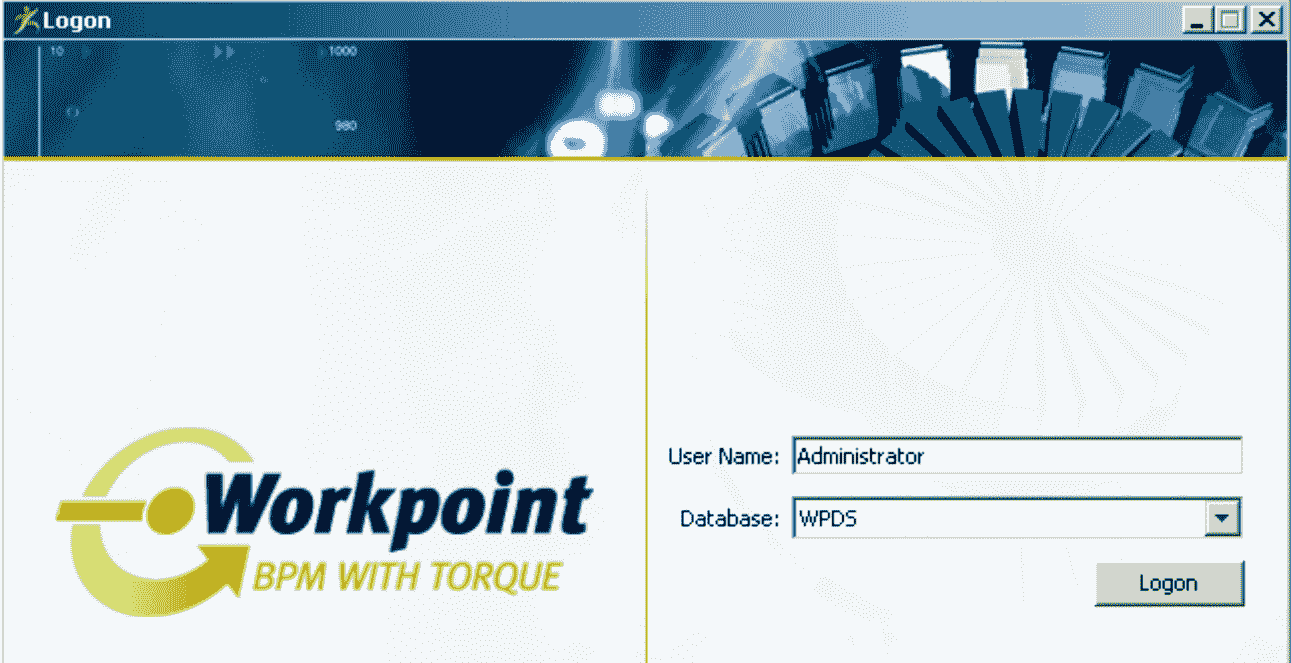 Logon
10
1000
980
User Name: Administrator
Database: WPDS
Logon
Workpoint
BPM WITH TORQUE